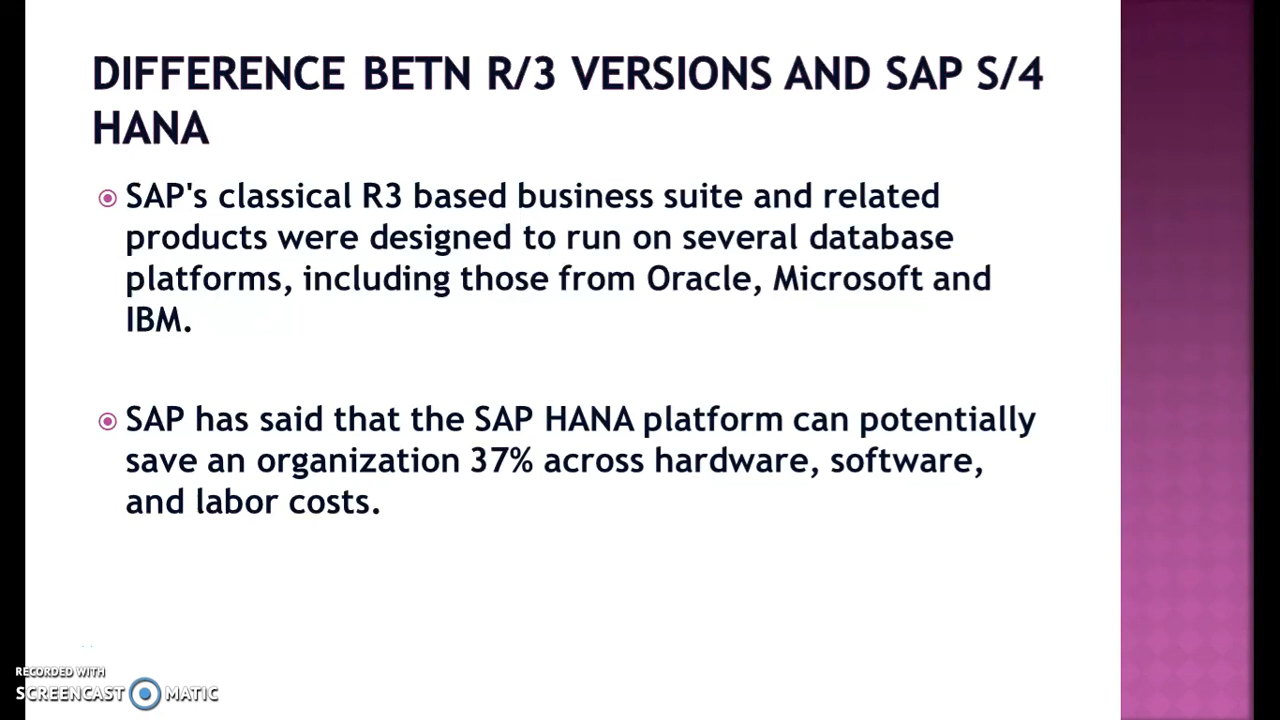 DIFFERENCE BETN R/3 VERSIONS AND SAP S/4
HANA
SAP's classical R3 based business suite and related
products were designed to run on several database
platforms, including those from Oracle, Microsoft and
IBM.
SAP has said that the SAP HANA platform can potentially
save an organization 37% across hardware, software,
and labor costs.
RECORDED WITH
SCREENCAST MATIC